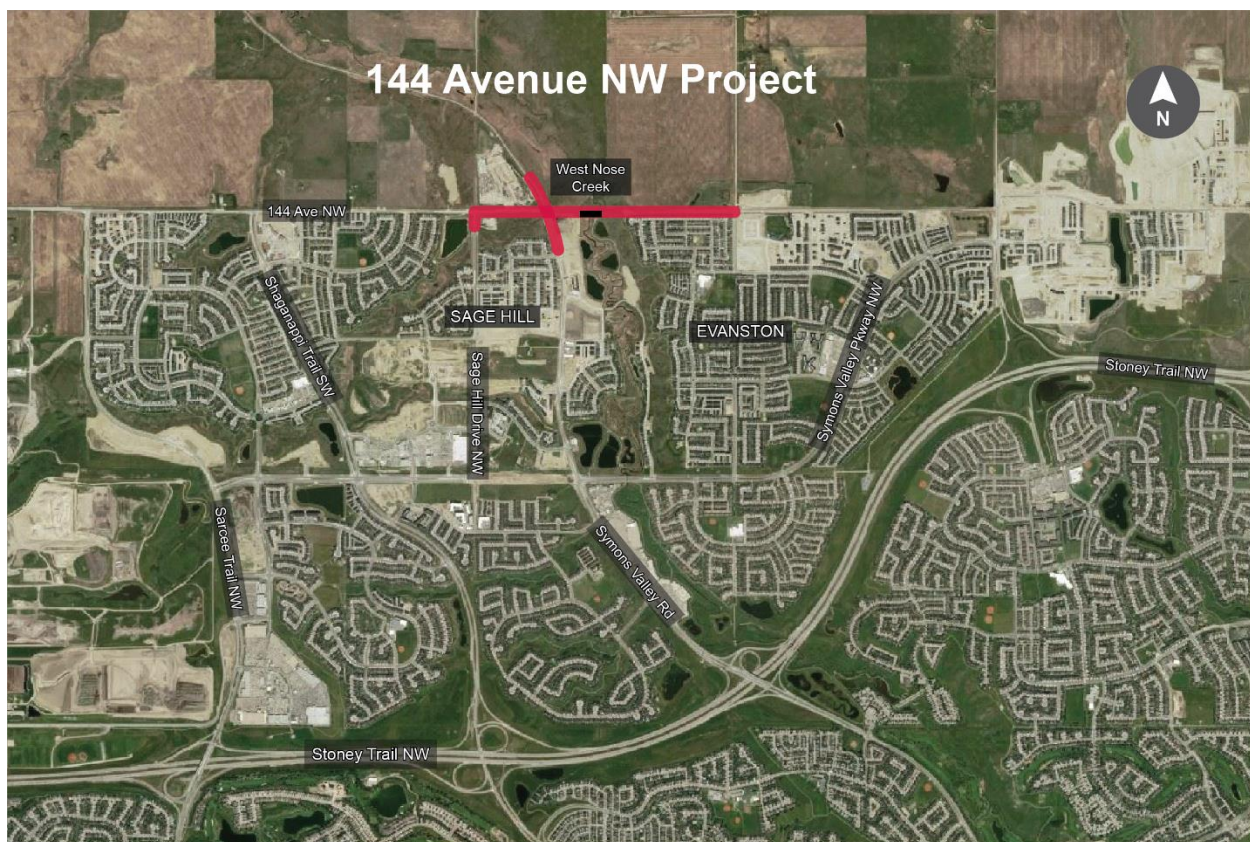 144 Avenue NW Project
N
West Nose
Creek
144 Ave NW
Shaganappi Trail SW
SAGE HILL
EVANSTON
Sage Hill Drive NW
Symons Valley Pkway NW
Stoney Trail NW
Sarcee Trail NW
Symons Valley Rd
Stoney Trail NW